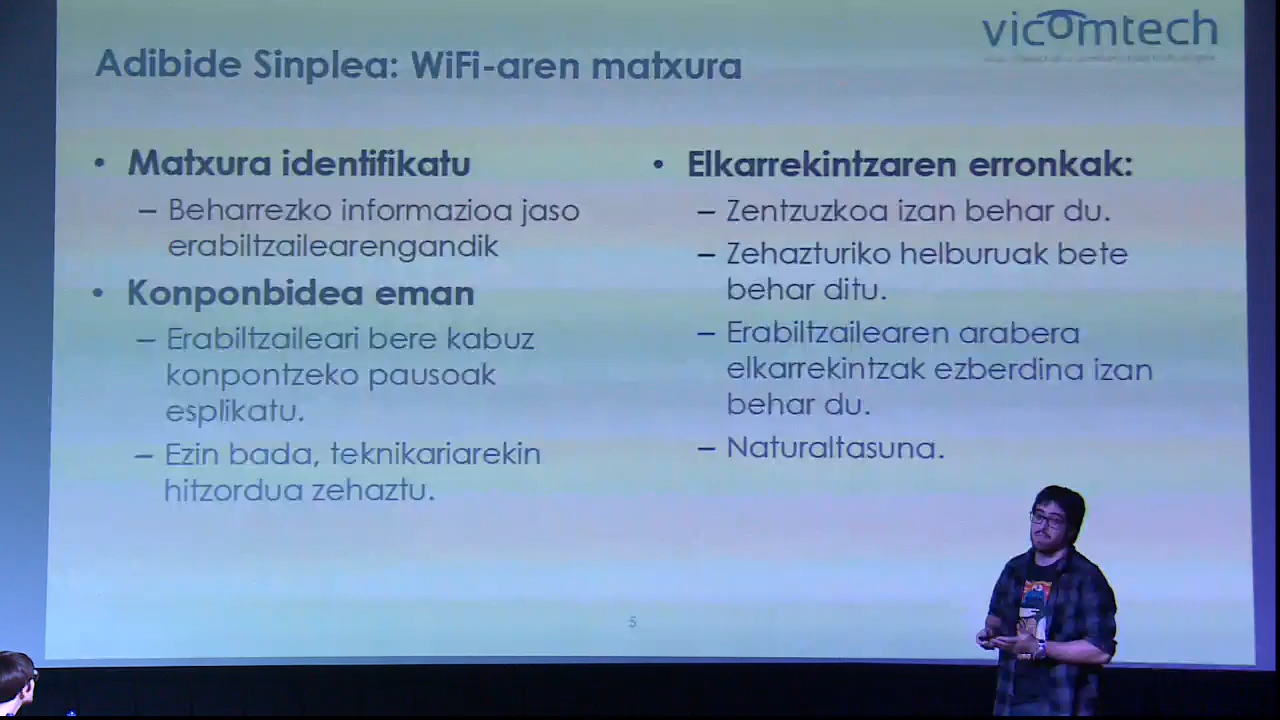 vicomtech
Adibide Sinplea: WiFi-aren matxura
• Matxura identifikatu
– Beharrezko informazioa jaso
erabiltzailearengandik
• Konponbidea eman
– Erabiltzaileari bere kabuz
konpontzeko pausoak
esplikatu.
– Ezin bada, teknikariarekin
hitzordua zehaztu.
• Elkarrekintzaren erronkak:
– Zentzuzkoa izan behar du.
– Zehazturiko helburuak bete
behar ditu.
– Erabiltzailearen arabera
elkarrekintzak ezberdina izan
behar du.
– Naturaltasuna.
5